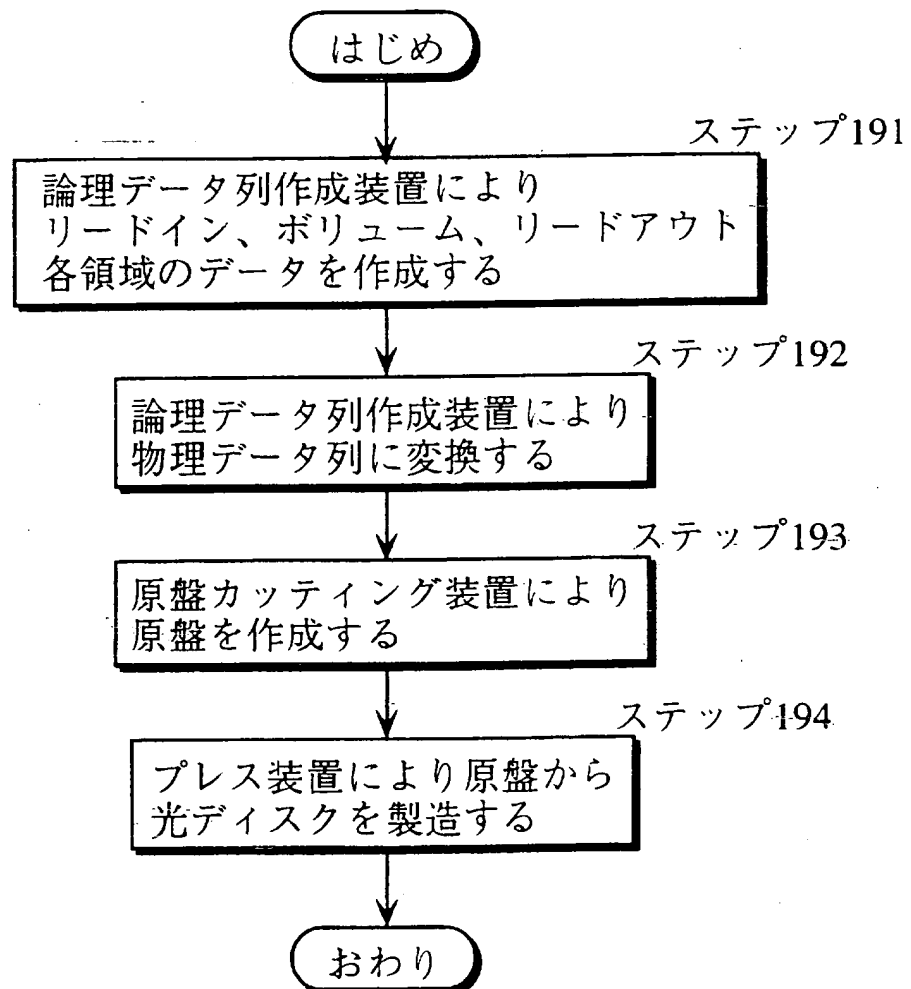 はじめ
ステップ191
論理データ列作成装置により
リードイン、ボリューム、リードアウト
各領域のデータを作成する
ステップ192
論理データ列作成装置により
物理データ列に変換する
ステップ193
原盤カッティング装置により
原盤を作成する
ステップ194
プレス装置により原盤から
光ディスクを製造する
おわり